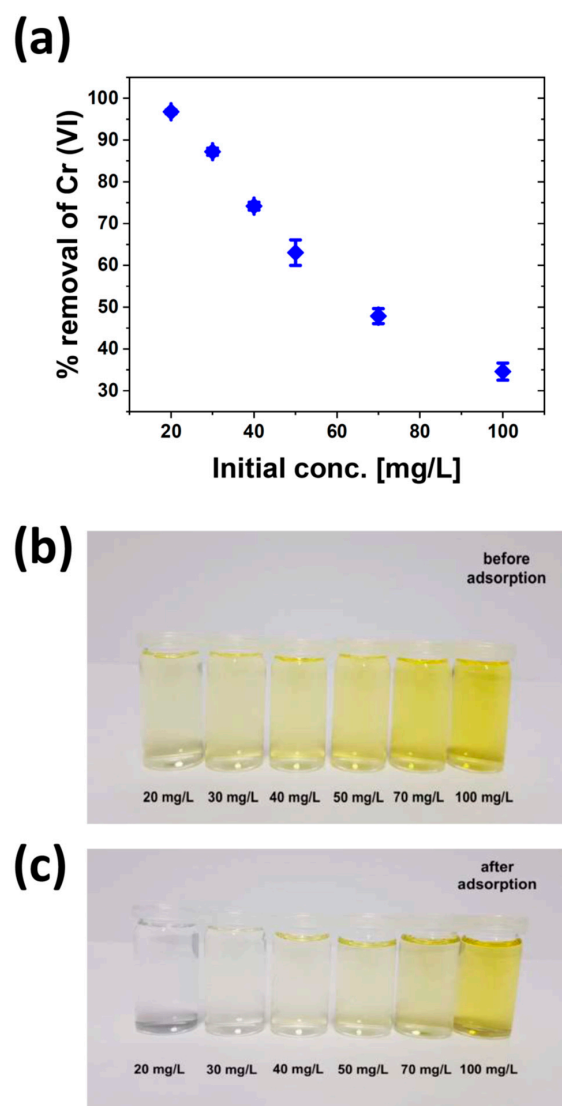 (a)
% removal of Cr (VI)
100
90
80
70
60
50
40
30
20 40 60 80 100
Initial conc. [mg/L]
(b)
before
adsorption
20 mg/L 30 mg/L 40 mg/L 50 mg/L 70 mg/L 100 mg/L
(c)
after
adsorption
20 mg/L 30 mg/L 40 mg/L 50 mg/L 70 mg/L 100 mg/L